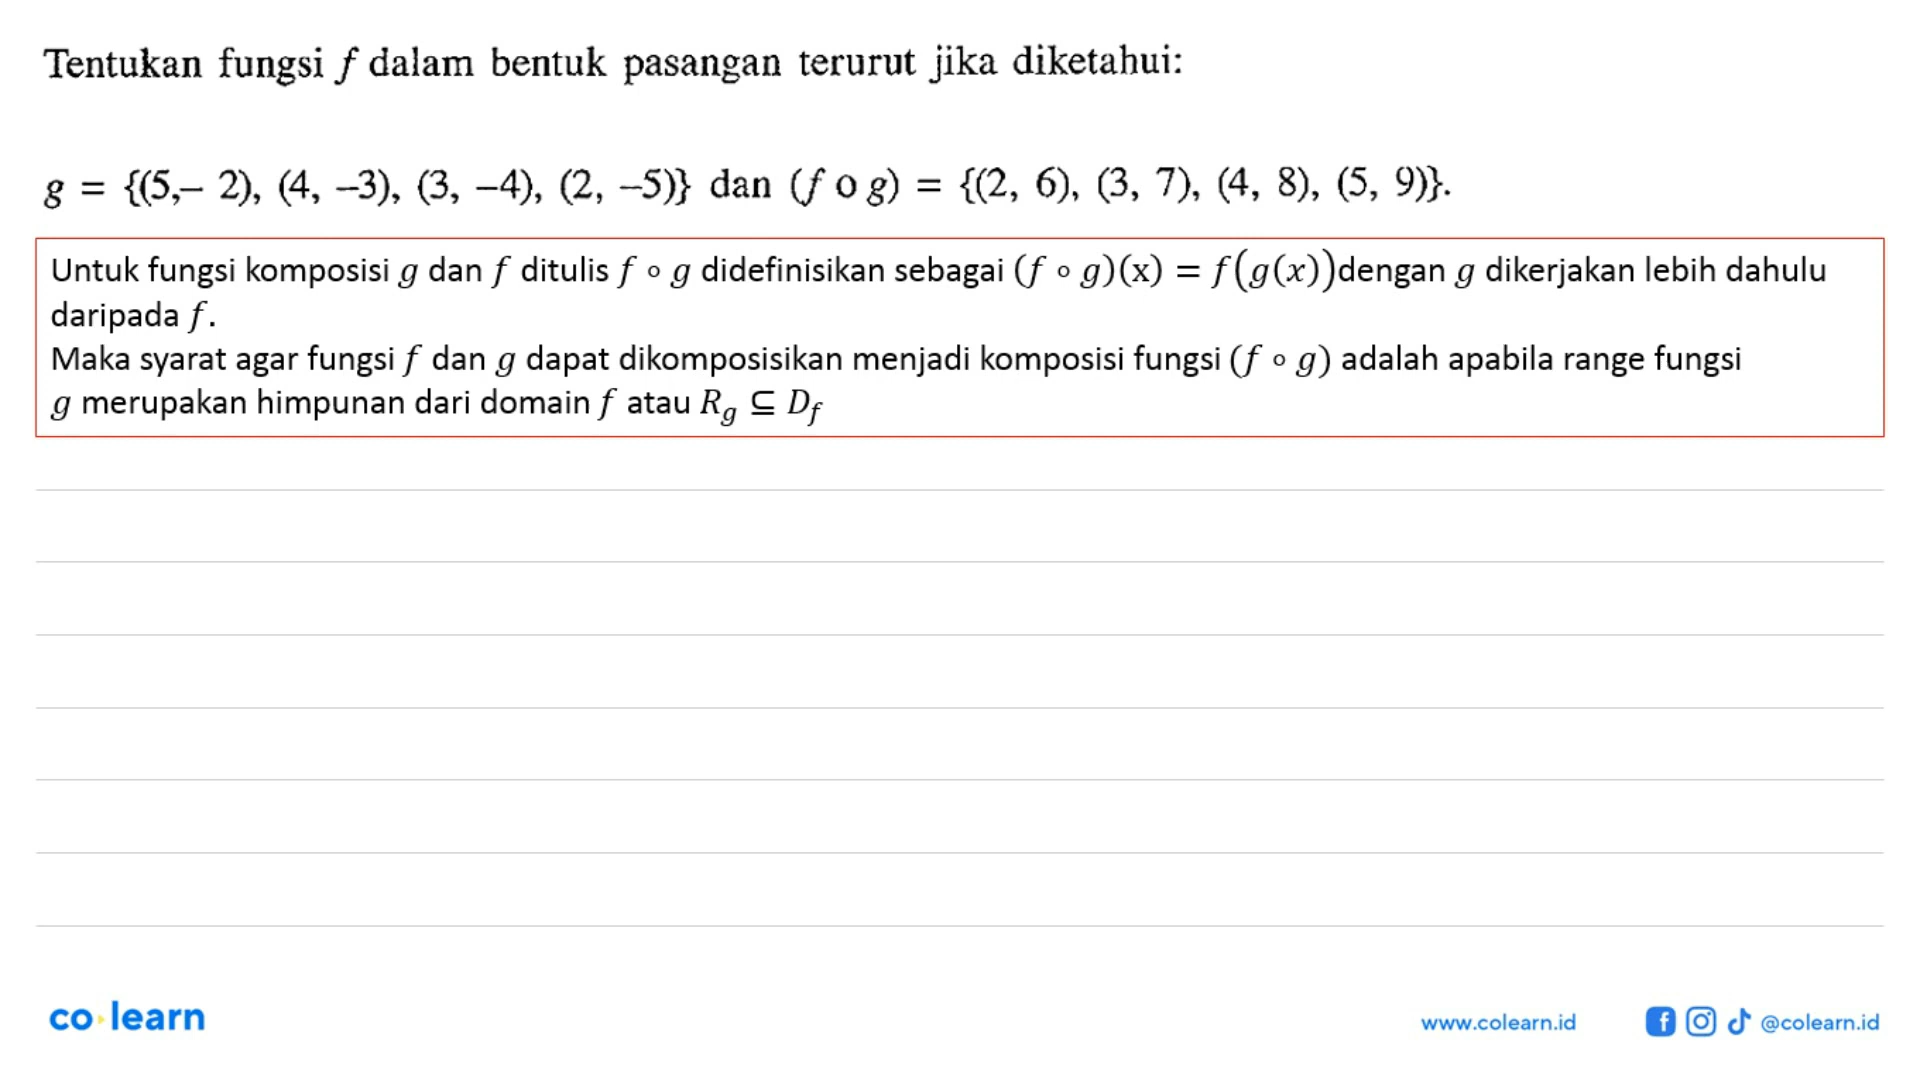 Tentukan fungsi f dalam bentuk pasangan terurut jika diketahui:
g = {(5,– 2), (4, –3), (3, –4), (2, –5)} dan (f o g) = {(2, 6), (3, 7), (4, 8), (5, 9)}.
Untuk fungsi komposisi g dan f ditulis f ∘ g didefinisikan sebagai (f ∘ g)(x) = f(g(x))dengan g dikerjakan lebih dahulu
daripada f.
Maka syarat agar fungsi f dan g dapat dikomposisikan menjadi komposisi fungsi (f ∘ g) adalah apabila range fungsi
g merupakan himpunan dari domain f atau R_g ⊆ D_f
co learn
www.colearn.id
@colearn.id